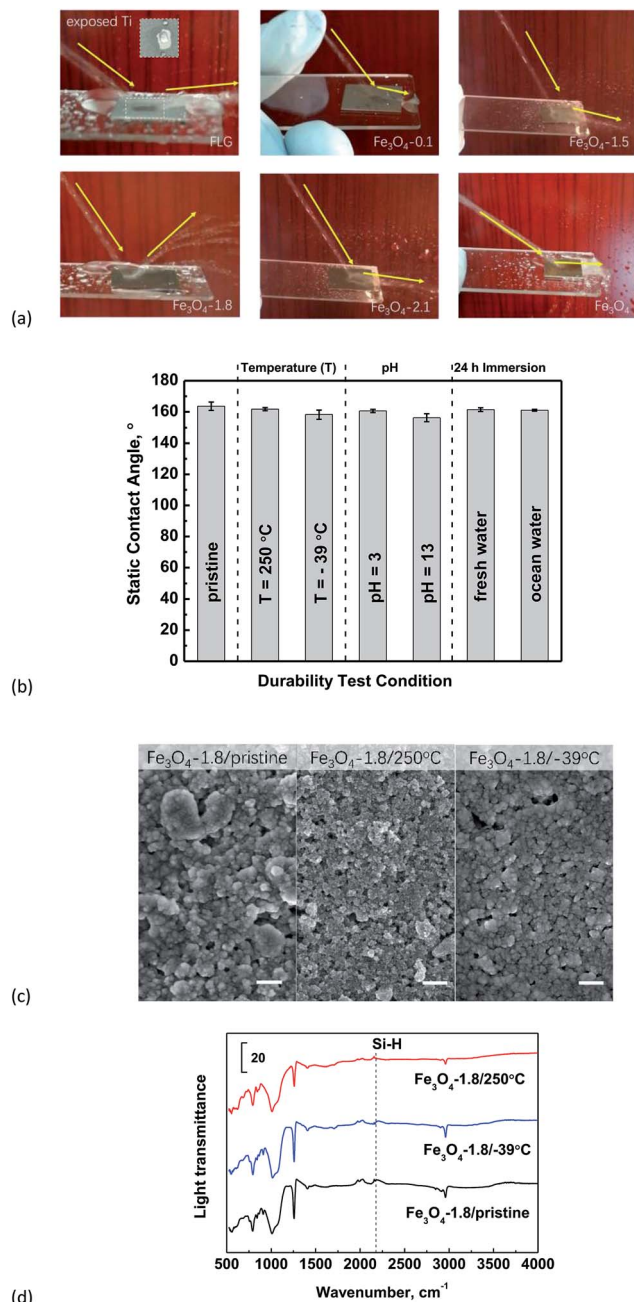 exposed Ti
FLG
Fe₃O₄-0.1
Fe₃O₄-1.5
Fe₃O₄-1.8
Fe₃O₄-2.1
Fe₃O₄
(a)
Temperature (T)
pH
24 h Immersion
180
160
140
120
100
80
60
40
20
0
Static Contact Angle, °
pristine
T = 250 °C
T = - 39 °C
pH = 3
pH = 13
fresh water
ocean water
Durability Test Condition
(b)
Fe₃O₄-1.8/pristine
Fe₃O₄-1.8/250°C
Fe₃O₄-1.8/-39°C
(c)
20
Si-H
Fe₃O₄-1.8/250°C
Fe₃O₄-1.8/-39°C
Fe₃O₄-1.8/pristine
Light transmittance
500 1000 1500 2000 2500 3000 3500 4000
Wavenumber, cm⁻¹
(d)